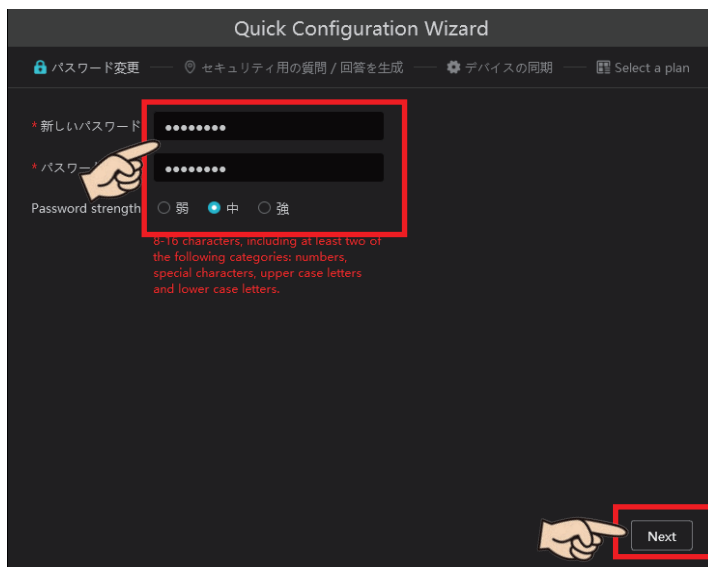 Quick Configuration Wizard
パスワード変更 セキュリティ用の質問 / 回答を生成 デバイスの同期 Select a plan
* 新しいパスワード ●●●●●●●●
* パスワー ●●●●●●●●
Password strength 弱 中 強
8-16 characters, including at least two of
the following categories: numbers,
special characters, upper case letters
and lower case letters.
Next